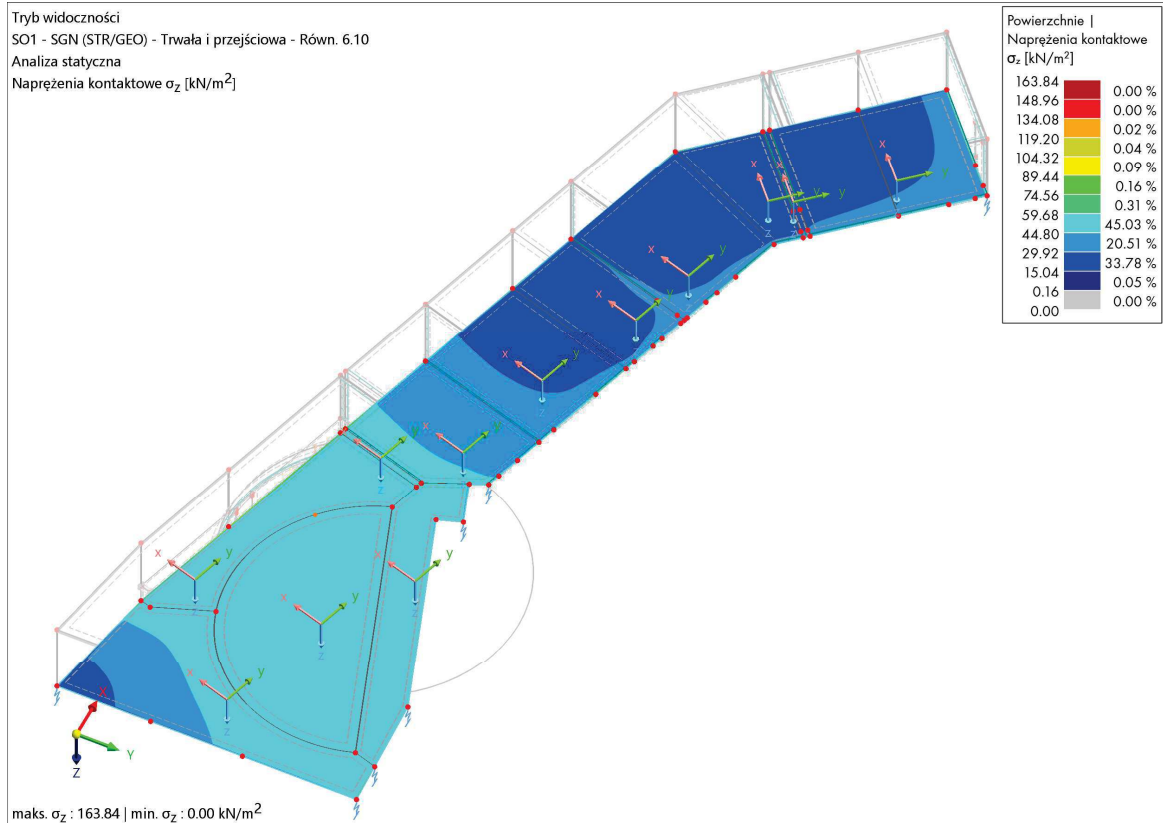 Tryb widoczności
SO1 - SGN (STR/GEO) - Trwała i przejściowa - Równ. 6.10
Analiza statyczna
Naprężenia kontaktowe σz [kN/m²]
Powierzchnie |
Naprężenia kontaktowe
σz [kN/m²]
163.84
0.00 %
148.96
0.00 %
134.08
0.02 %
119.20
0.04 %
104.32
0.09 %
89.44
0.16 %
74.56
0.31 %
59.68
45.03 %
44.80
20.51 %
29.92
33.78 %
15.04
0.05 %
0.16
0.00 %
0.00
x
y
z
x
y
z
x
y
z
x
y
z
x
y
z
x
y
z
x
y
z
x
y
z
x
y
z
x
y
z
x
y
z
x
y
z
X
Y
Z
maks. σz : 163.84 | min. σz : 0.00 kN/m²